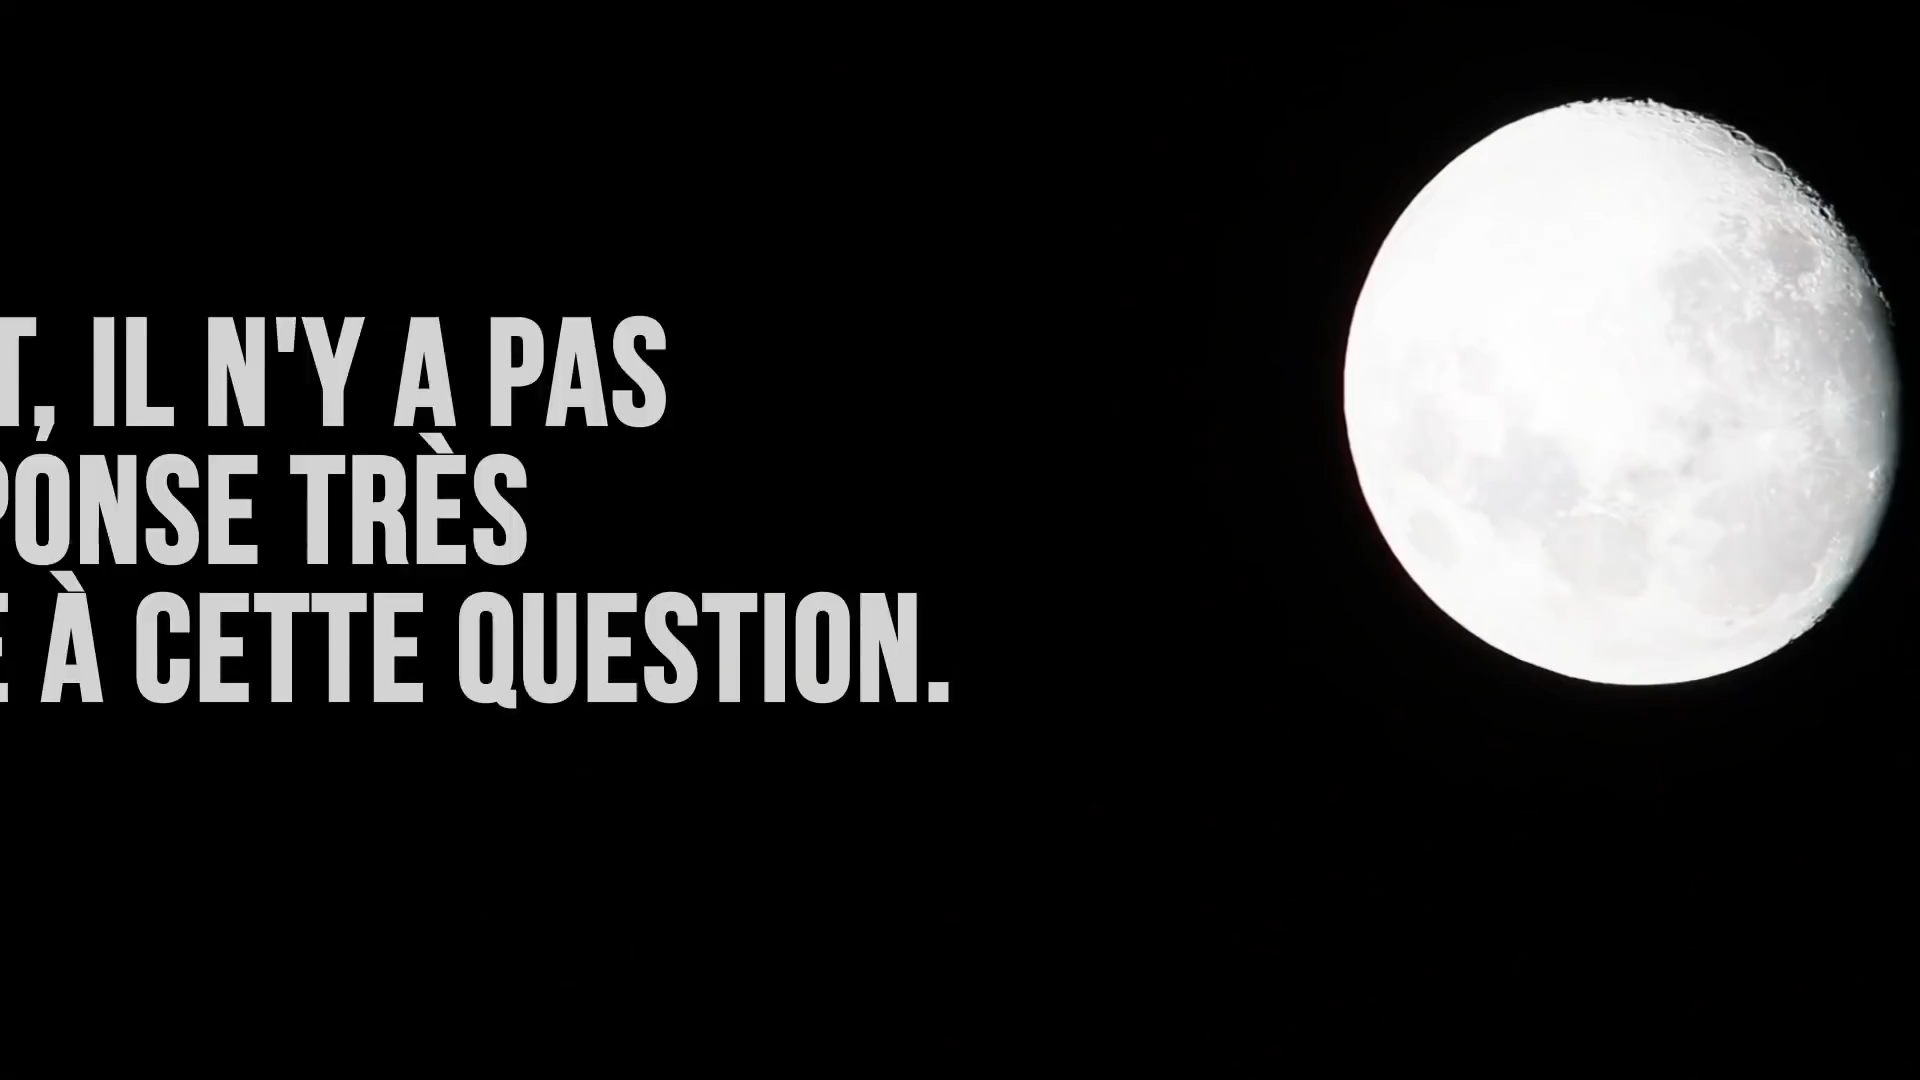 T, IL N'Y A PAS
PONSE TRÈS
E À CETTE QUESTION.